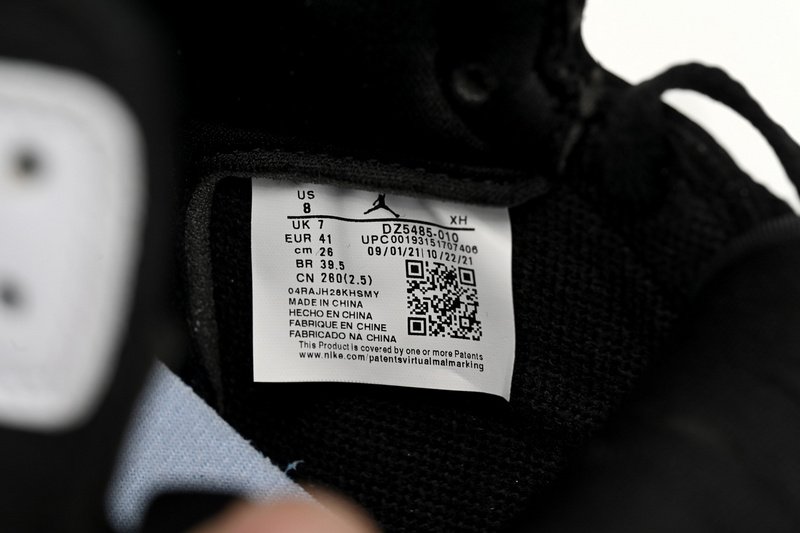 US
8
XH
UK 7
DZ5485-010
EUR 41
UPC00193151707406
cm 26
09/01/21 | 10/22/21
BR 39.5
CN 260(2.5)
04RAJH28KHSMY
MADE IN CHINA
HECHO EN CHINA
FABRIQUE EN CHINE
FABRICADO NA CHINA
This Product is covered by one or more Patents
www.nike.com/patentsvirtualmalmarking